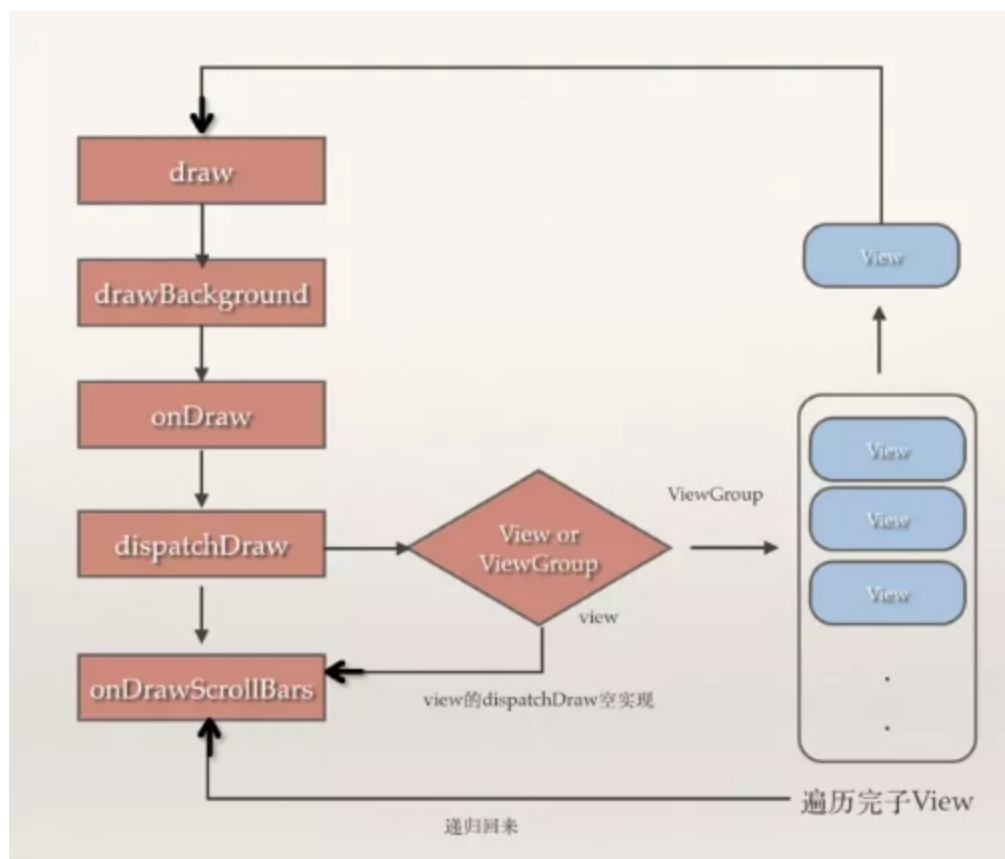 draw
drawBackground
onDraw
dispatchDraw
onDrawScrollBars
View or
ViewGroup
view
view的dispatchDraw空实现
ViewGroup
View
View
View
View
遍历完子View
递归回来